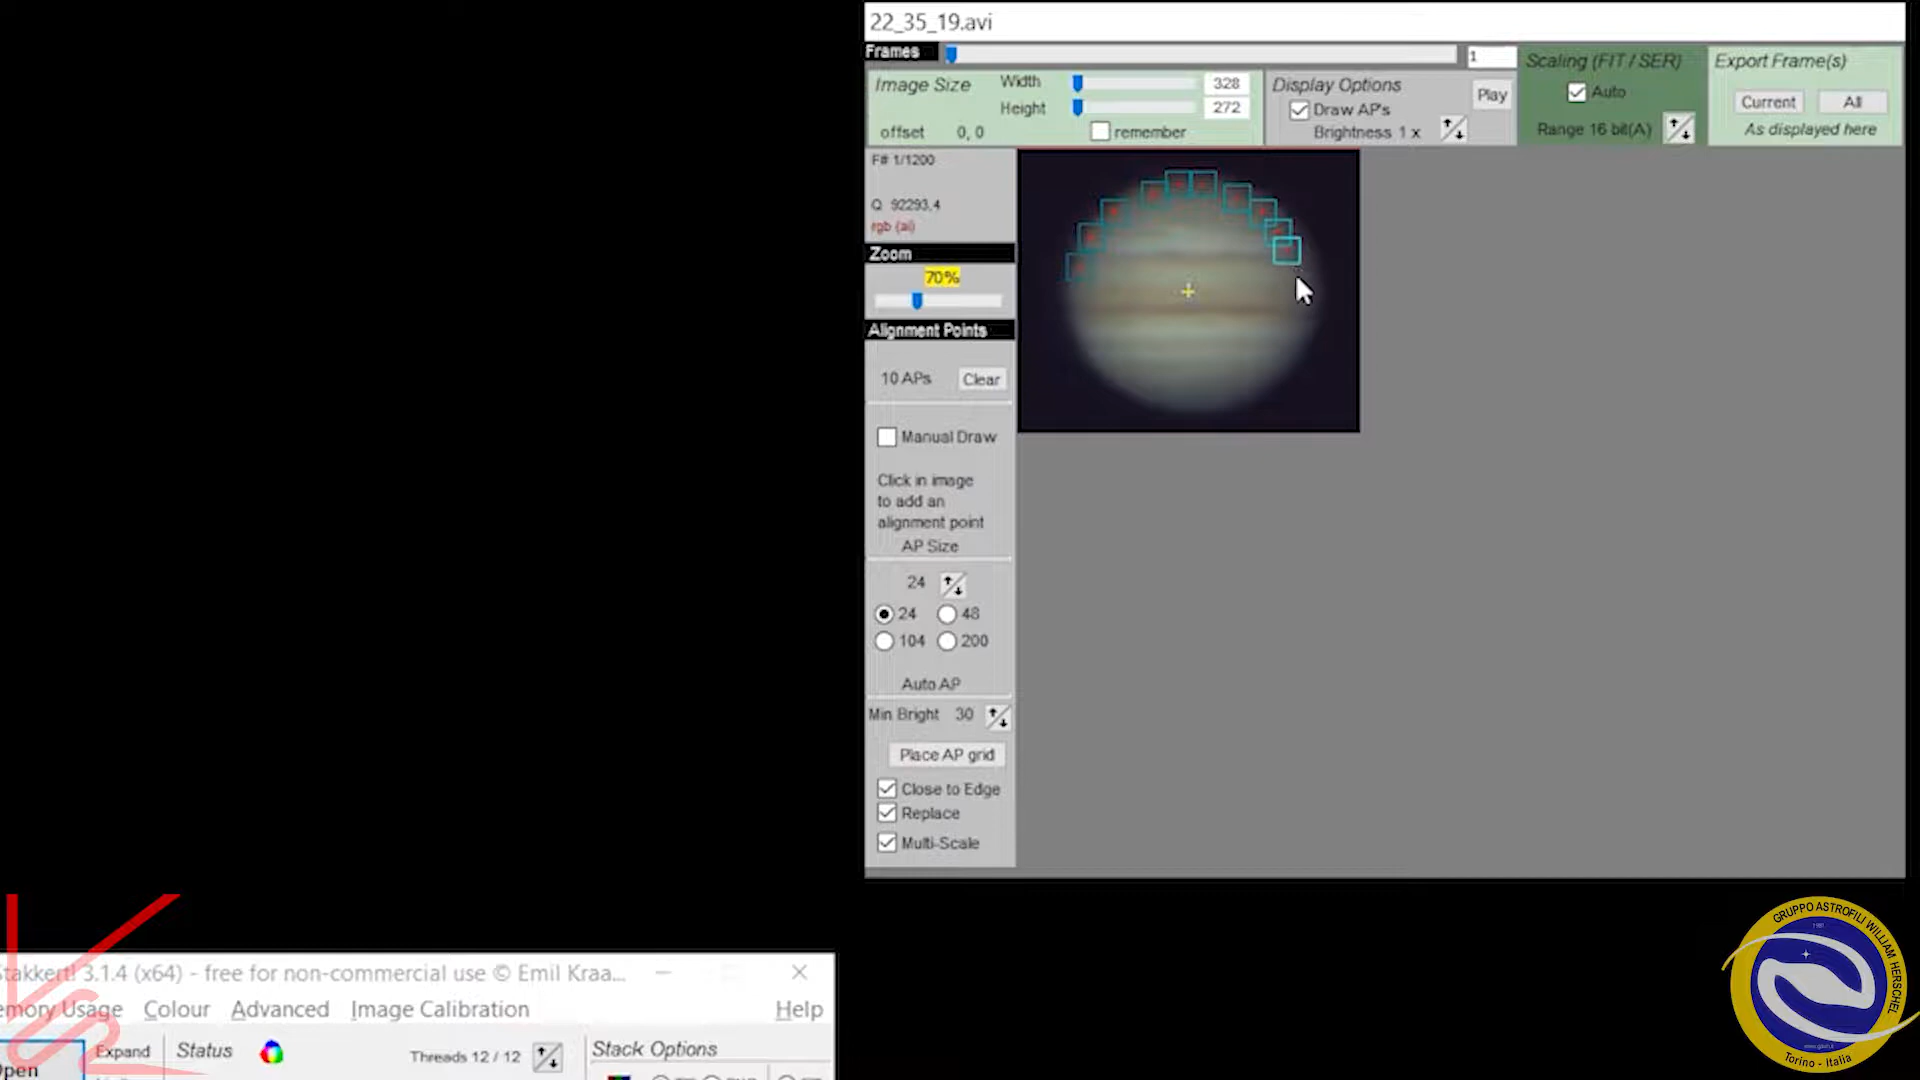 22_35_19.avi
Frames 1
Image Size Width 328
Height 272
offset 0, 0 remember
Display Options Play
Draw AP's
Brightness 1 x
Scaling (FIT / SER)
Auto
Range 16 bit(A)
Export Frame(s)
Current All
As displayed here
F# 1/1200
Q 92293,4
rgb (ai)
Zoom
70%
Alignment Points
10 APs Clear
Manual Draw
Click in image
to add an
alignment point
AP Size
24
24 48
104 200
Auto AP
Min Bright 30
Place AP grid
Close to Edge
Replace
Multi-Scale
takkert! 3.1.4 (x64) - free for non-commercial use © Emil Kraa...
emory Usage Colour Advanced Image Calibration Help
pen Expand Status Threads 12 / 12 Stack Options
GRUPPO ASTROFILI WILLIAM HERSCHEL
Torino - Italia